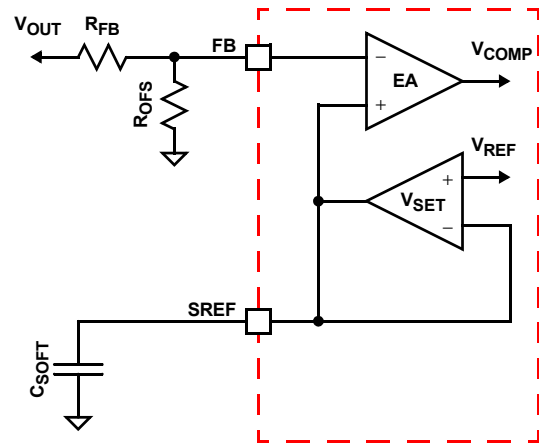 VOUT
RFB
FB
ROFS
−
EA
+
VCOMP
VREF
+
VSET
−
SREF
CSOFT